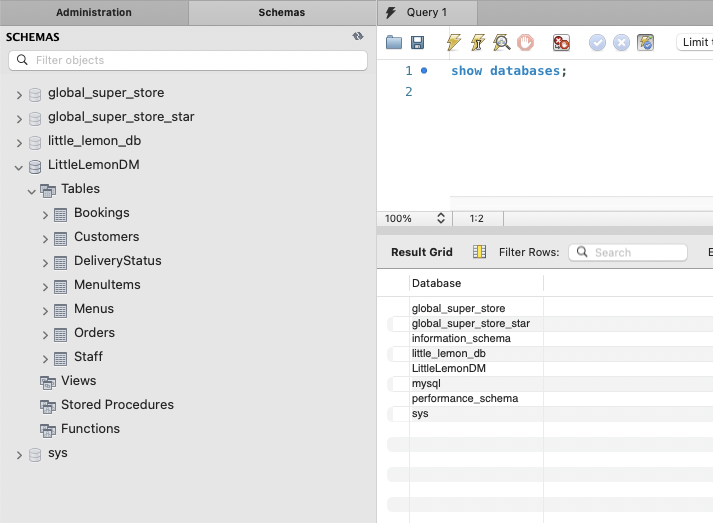 Administration
Schemas
SCHEMAS
Filter objects
global_super_store
global_super_store_star
little_lemon_db
LittleLemonDM
Tables
Bookings
Customers
DeliveryStatus
MenuItems
Menus
Orders
Staff
Views
Stored Procedures
Functions
sys
Query 1
Limit t
1 show databases;
2
100% 1:2
Result Grid Filter Rows: Search E
Database
global_super_store
global_super_store_star
information_schema
little_lemon_db
LittleLemonDM
mysql
performance_schema
sys